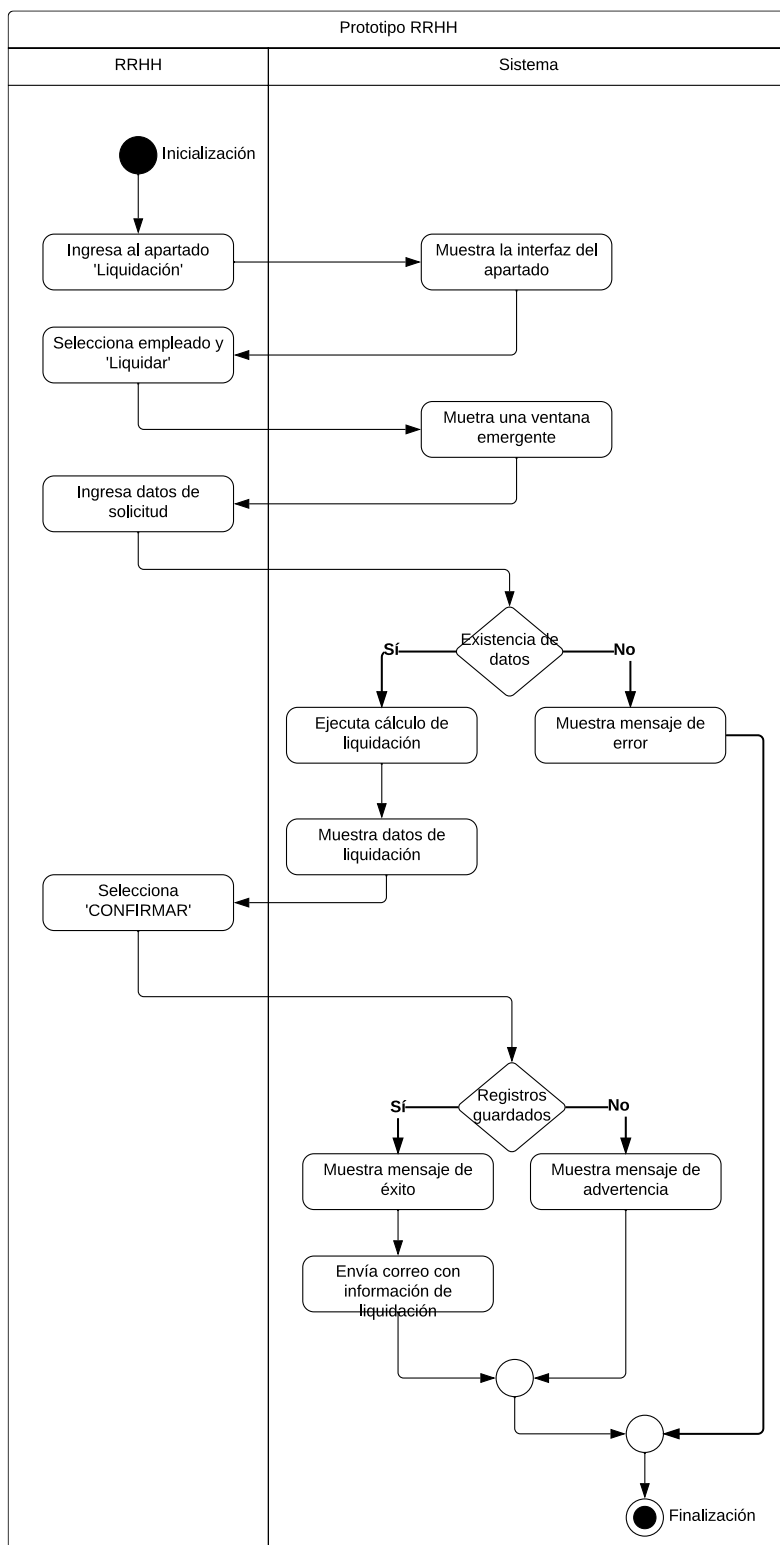 Prototipo RRHH
RRHH
Sistema
Inicialización
Ingresa al apartado
'Liquidación'
Muestra la interfaz del
apartado
Selecciona empleado y
'Liquidar'
Muetra una ventana
emergente
Ingresa datos de
solicitud
Existencia de
datos
Sí
No
Ejecuta cálculo de
liquidación
Muestra mensaje de
error
Muestra datos de
liquidación
Selecciona
'CONFIRMAR'
Registros
guardados
Sí
No
Muestra mensaje de
éxito
Muestra mensaje de
advertencia
Envía correo con
información de
liquidación
Finalización